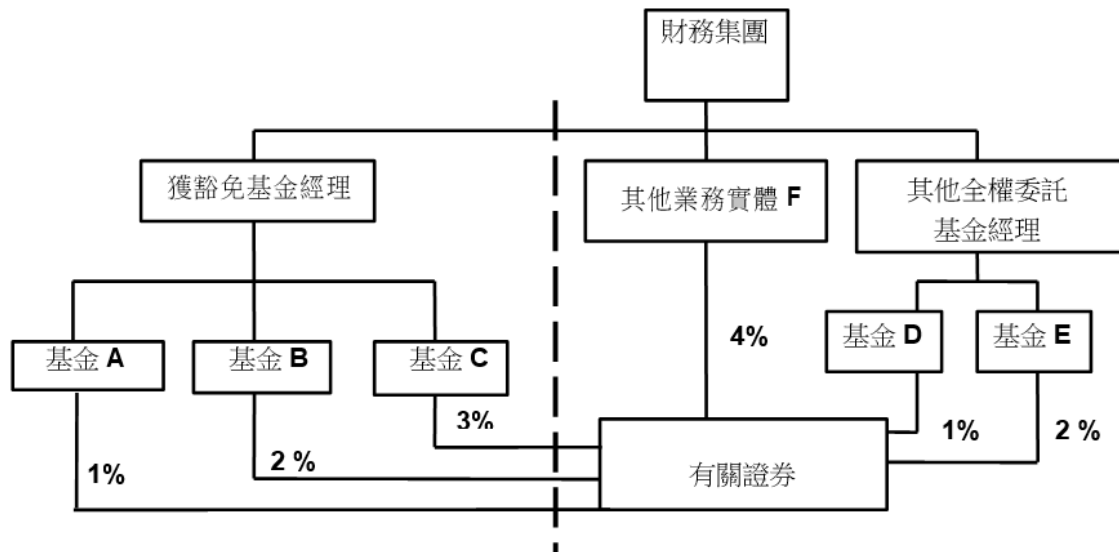 財務集團
獲豁免基金經理
其他業務實體 F
其他全權委託
基金經理
基金 A
基金 B
基金 C
4%
基金 D
基金 E
3%
1%
2 %
1%
2 %
有關證券